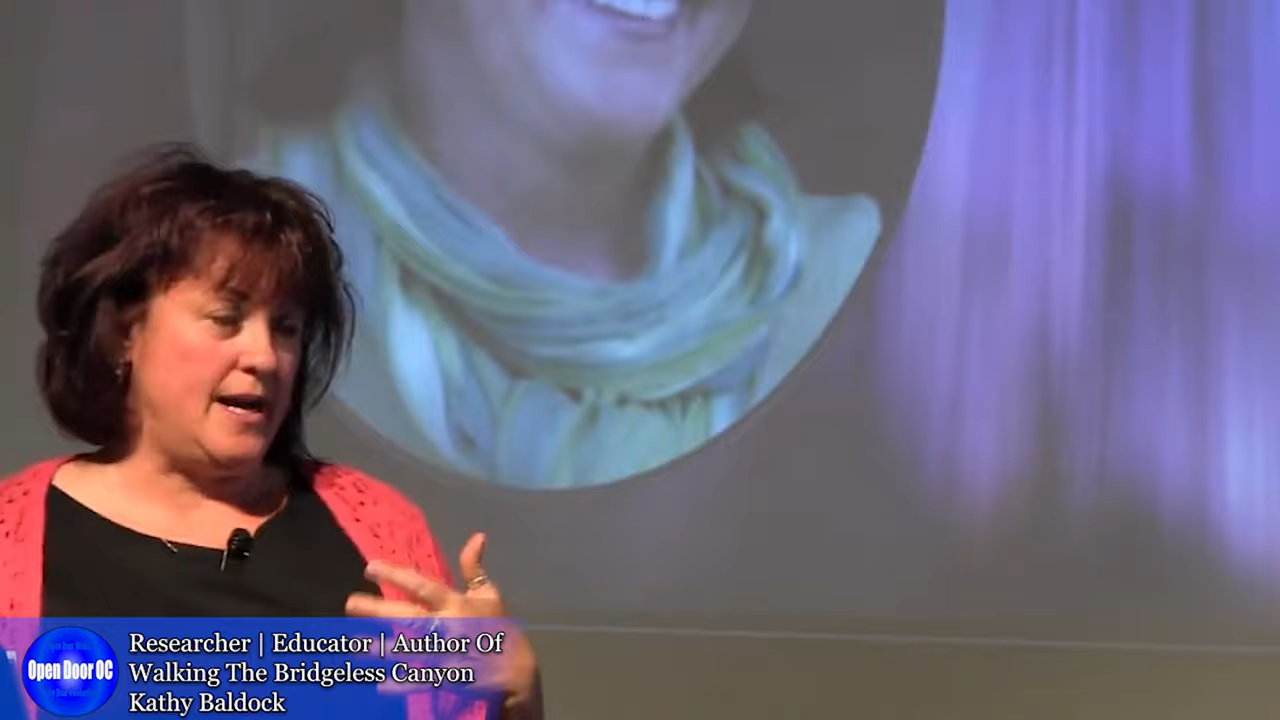 Researcher | Educator | Author Of
Walking The Bridgeless Canyon
Kathy Baldock
Open Door OC